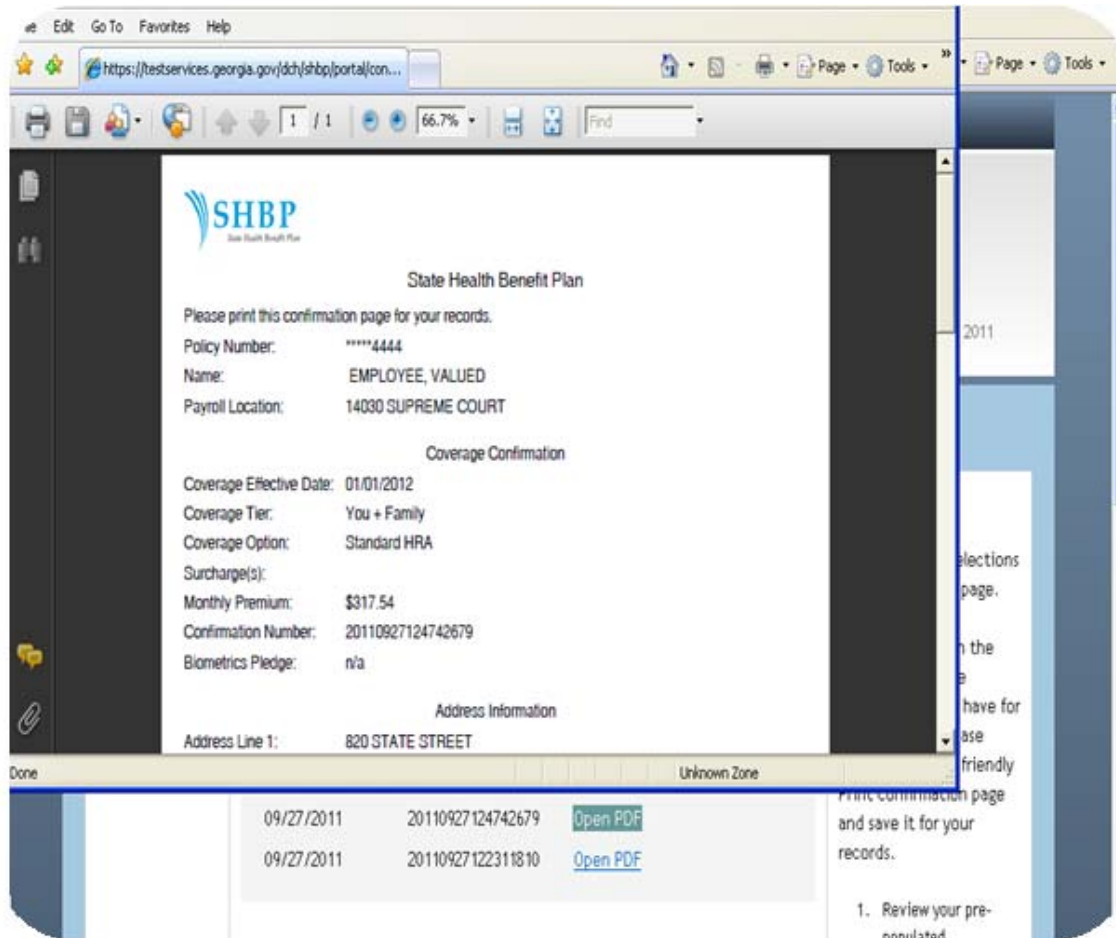 Edit Go To Favorites Help
https://testservices.georgia.gov/dch/shbp/portal/con...
Page Tools »
Page Tools
1 / 1 66.7% Find
SHBP
State Health Benefit Plan
State Health Benefit Plan
Please print this confirmation page for your records.
Policy Number: *****4444
Name: EMPLOYEE, VALUED
Payroll Location: 14030 SUPREME COURT
2011
Coverage Confirmation
Coverage Effective Date: 01/01/2012
Coverage Tier: You + Family
Coverage Option: Standard HRA
Surcharge(s):
Monthly Premium: $317.54
Confirmation Number: 20110927124742679
Biometrics Pledge: n/a
Address Information
Address Line 1: 820 STATE STREET
Done Unknown Zone
page.
the
have for
friendly
Print confirmation page
and save it for your
records.
1. Review your pre-
09/27/2011 20110927124742679 Open PDF
09/27/2011 20110927122311810 Open PDF